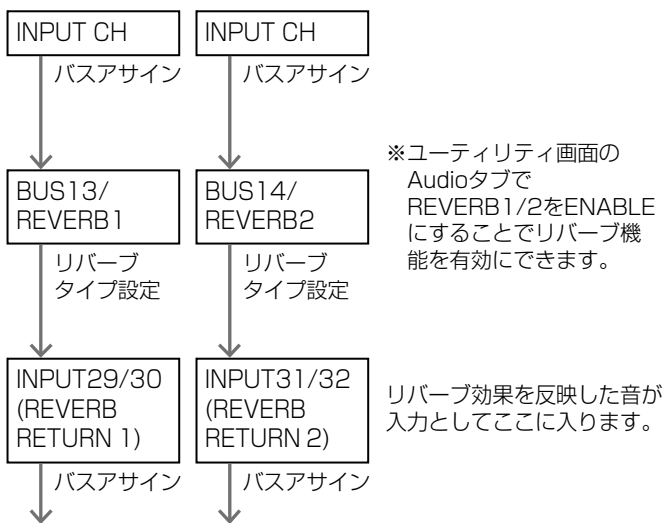 INPUT CH
INPUT CH
バスアサイン
バスアサイン
BUS13/
REVERB1
BUS14/
REVERB2
※ユーティリティ画面の
Audioタブで
REVERB1/2をENABLE
にすることでリバーブ機
能を有効にできます。
リバーブ
タイプ設定
リバーブ
タイプ設定
INPUT29/30
(REVERB
RETURN 1)
INPUT31/32
(REVERB
RETURN 2)
リバーブ効果を反映した音が
入力としてここに入ります。
バスアサイン
バスアサイン